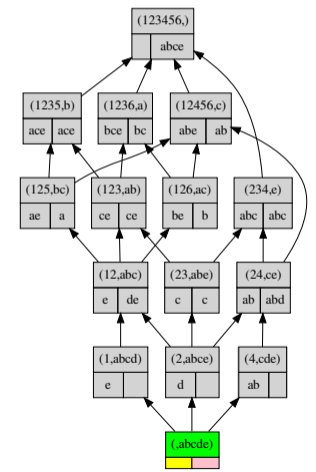 (123456,)
abce
(1235,b) (1236,a) (12456,c)
ace ace bce bc abe ab
(125,bc) (123,ab) (126,ac) (234,e)
ae a ce ce be b abc abc
(12,abc) (23,abe) (24,ce)
e de c c ab abd
(1,abcd) (2,abce) (4,cde)
e d ab
(,abcde)